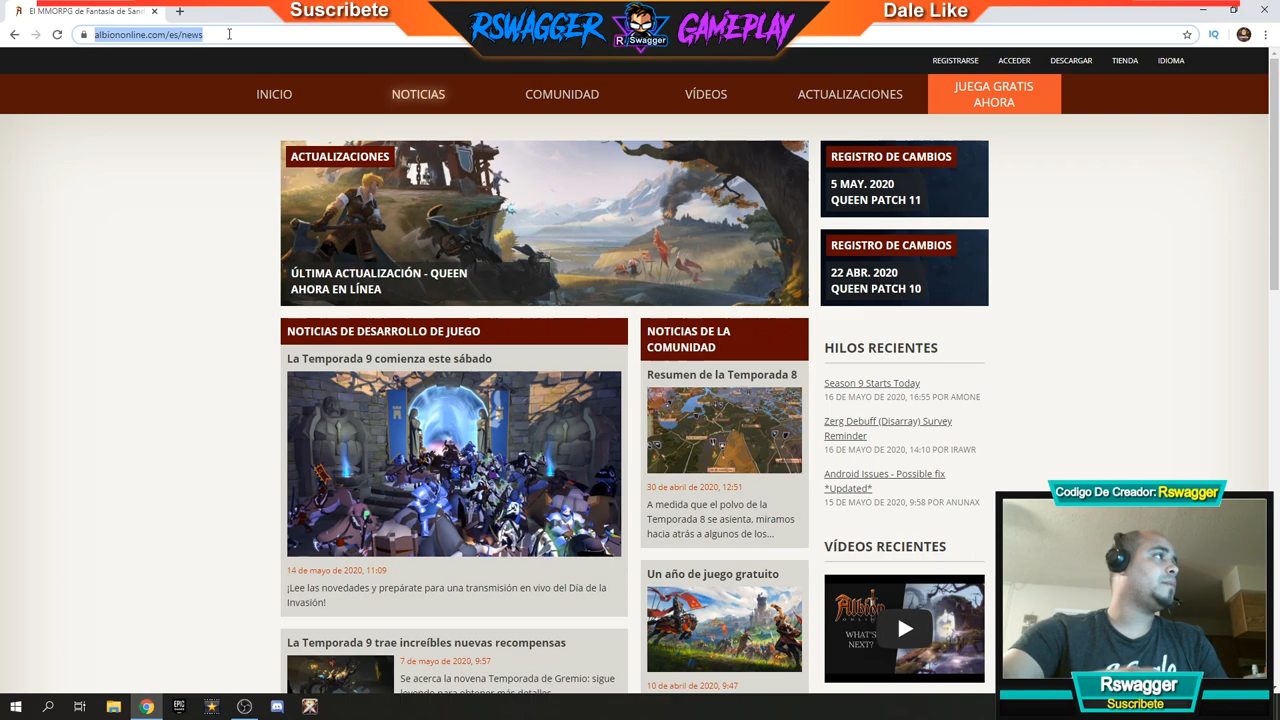 El MMORPG de Fantasía de San
Suscribete
RSWAGGER
R/Swagger
GAMEPLAY
Dale Like
albiononline.com/es/news
IQ
REGISTRARSE
ACCEDER
DESCARGAR
TIENDA
IDIOMA
INICIO
NOTICIAS
COMUNIDAD
VÍDEOS
ACTUALIZACIONES
JUEGA GRATIS
AHORA
ACTUALIZACIONES
ÚLTIMA ACTUALIZACIÓN - QUEEN
AHORA EN LÍNEA
REGISTRO DE CAMBIOS
5 MAY. 2020
QUEEN PATCH 11
REGISTRO DE CAMBIOS
22 ABR. 2020
QUEEN PATCH 10
NOTICIAS DE DESARROLLO DE JUEGO
La Temporada 9 comienza este sábado
14 de mayo de 2020, 11:09
¡Lee las novedades y prepárate para una transmisión en vivo del Día de la
Invasión!
La Temporada 9 trae increíbles nuevas recompensas
7 de mayo de 2020, 9:57
Se acerca la novena Temporada de Gremio: sigue
NOTICIAS DE LA
COMUNIDAD
Resumen de la Temporada 8
30 de abril de 2020, 12:51
A medida que el polvo de la
Temporada 8 se asienta, miramos
hacia atrás a algunos de los...
Un año de juego gratuito
10 de abril de 2020, 9:47
HILOS RECIENTES
Season 9 Starts Today
16 DE MAYO DE 2020, 16:55 POR AMONE
Zerg Debuff (Disarray) Survey
Reminder
16 DE MAYO DE 2020, 14:10 POR IRAWR
Android Issues - Possible fix
*Updated*
15 DE MAYO DE 2020, 9:58 POR ANUNAX
VÍDEOS RECIENTES
Albion
ONLINE
WHAT'S
NEXT?
Codigo De Creador: Rswagger
Rswagger
Suscribete
EPIC